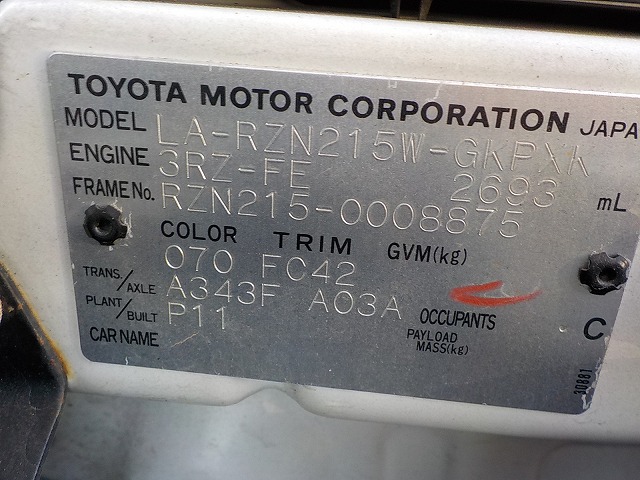 TOYOTA MOTOR CORPORATION JAPA
MODEL LA-RZN215W-GKPXK
ENGINE 3RZ-FE 2693 mL
FRAME No. RZN215-0008875
COLOR TRIM GVM(kg)
070 FC42
TRANS./AXLE A343F A03A
PLANT/BUILT P11
OCCUPANTS
C
CAR NAME
PAYLOAD MASS(kg)
30881